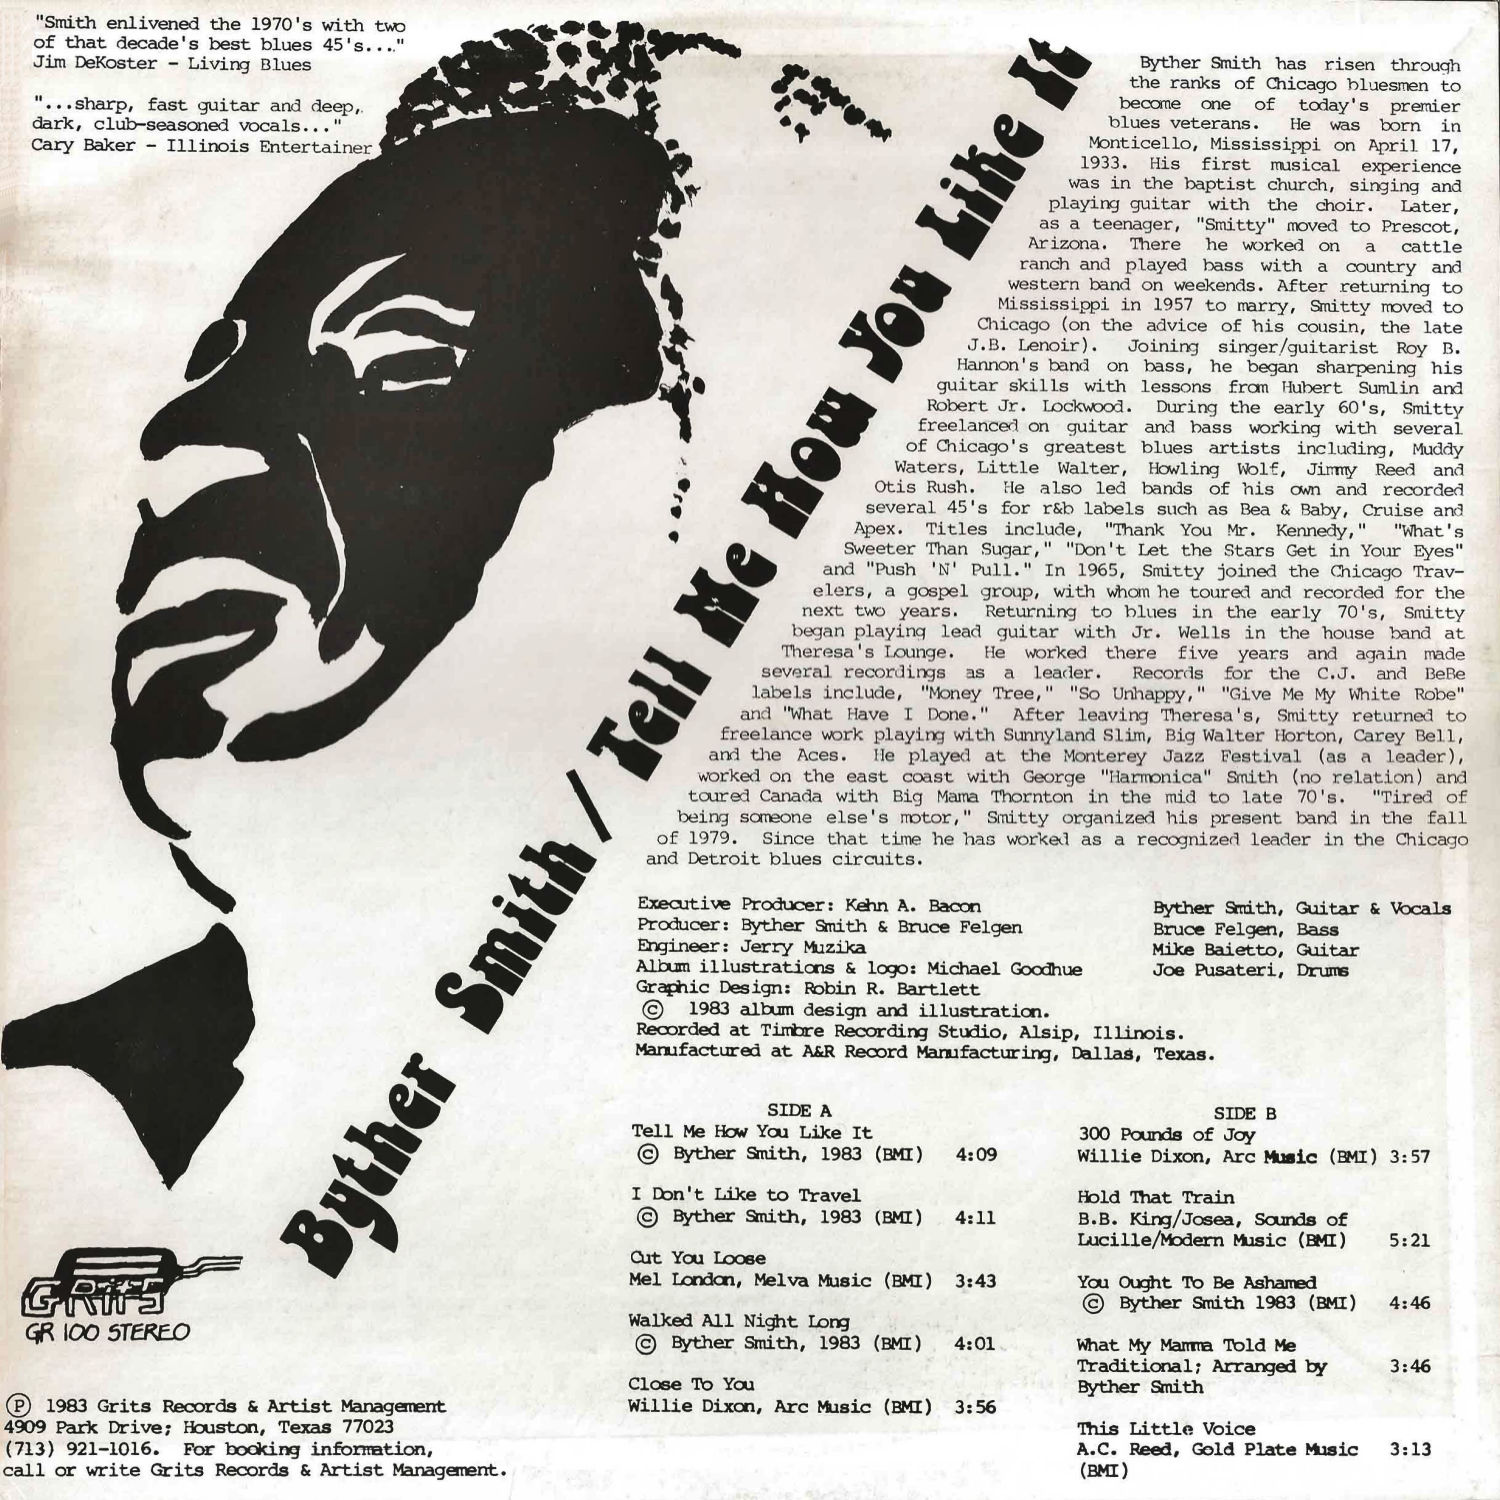 "Smith enlivened the 1970's with two
of that decade's best blues 45's..."
Jim DeKoster - Living Blues
"...sharp, fast guitar and deep,
dark, club-seasoned vocals..."
Cary Baker - Illinois Entertainer
Byther Smith / Tell Me How You Like It
Byther Smith has risen through
the ranks of Chicago bluesmen to
become one of today's premier
blues veterans. He was born in
Monticello, Mississippi on April 17,
1933. His first musical experience
was in the baptist church, singing and
playing guitar with the choir. Later,
as a teenager, "Smitty" moved to Prescot,
Arizona. There he worked on a cattle
ranch and played bass with a country and
western band on weekends. After returning to
Mississippi in 1957 to marry, Smitty moved to
Chicago (on the advice of his cousin, the late
J.B. Lenoir). Joining singer/guitarist Roy B.
Hannon's band on bass, he began sharpening his
guitar skills with lessons from Hubert Sumlin and
Robert Jr. Lockwood. During the early 60's, Smitty
freelanced on guitar and bass working with several
of Chicago's greatest blues artists including, Muddy
Waters, Little Walter, Howling Wolf, Jimmy Reed and
Otis Rush. He also led bands of his own and recorded
several 45's for r&b labels such as Bea & Baby, Cruise and
Apex. Titles include, "Thank You Mr. Kennedy," "What's
Sweeter Than Sugar," "Don't Let the Stars Get in Your Eyes"
and "Push 'N' Pull." In 1965, Smitty joined the Chicago Trav-
elers, a gospel group, with whom he toured and recorded for the
next two years. Returning to blues in the early 70's, Smitty
began playing lead guitar with Jr. Wells in the house band at
Theresa's Lounge. He worked there five years and again made
several recordings as a leader. Records for the C.J. and BeBe
labels include, "Money Tree," "So Unhappy," "Give Me My White Robe"
and "What Have I Done." After leaving Theresa's, Smitty returned to
freelance work playing with Sunnyland Slim, Big Walter Horton, Carey Bell,
and the Aces. He played at the Monterey Jazz Festival (as a leader),
worked on the east coast with George "Harmonica" Smith (no relation) and
toured Canada with Big Mama Thornton in the mid to late 70's. "Tired of
being someone else's motor," Smitty organized his present band in the fall
of 1979. Since that time he has worked as a recognized leader in the Chicago
and Detroit blues circuits.
Executive Producer: Kehn A. Bacon
Producer: Byther Smith & Bruce Felgen
Engineer: Jerry Muzika
Album illustrations & logo: Michael Goodhue
Graphic Design: Robin R. Bartlett
© 1983 album design and illustration.
Recorded at Timbre Recording Studio, Alsip, Illinois.
Manufactured at A&R Record Manufacturing, Dallas, Texas.
Byther Smith, Guitar & Vocals
Bruce Felgen, Bass
Mike Baietto, Guitar
Joe Pusateri, Drums
SIDE A
Tell Me How You Like It
© Byther Smith, 1983 (BMI) 4:09
I Don't Like to Travel
© Byther Smith, 1983 (BMI) 4:11
Cut You Loose
Mel London, Melva Music (BMI) 3:43
Walked All Night Long
© Byther Smith, 1983 (BMI) 4:01
Close To You
Willie Dixon, Arc Music (BMI) 3:56
SIDE B
300 Pounds of Joy
Willie Dixon, Arc Music (BMI) 3:57
Hold That Train
B.B. King/Josea, Sounds of
Lucille/Modern Music (BMI) 5:21
You Ought To Be Ashamed
© Byther Smith 1983 (BMI) 4:46
What My Mamma Told Me
Traditional; Arranged by 3:46
Byther Smith
This Little Voice
A.C. Reed, Gold Plate Music 3:13
(BMI)
GRITS
GR 100 STEREO
℗ 1983 Grits Records & Artist Management
4909 Park Drive; Houston, Texas 77023
(713) 921-1016. For booking information,
call or write Grits Records & Artist Management.